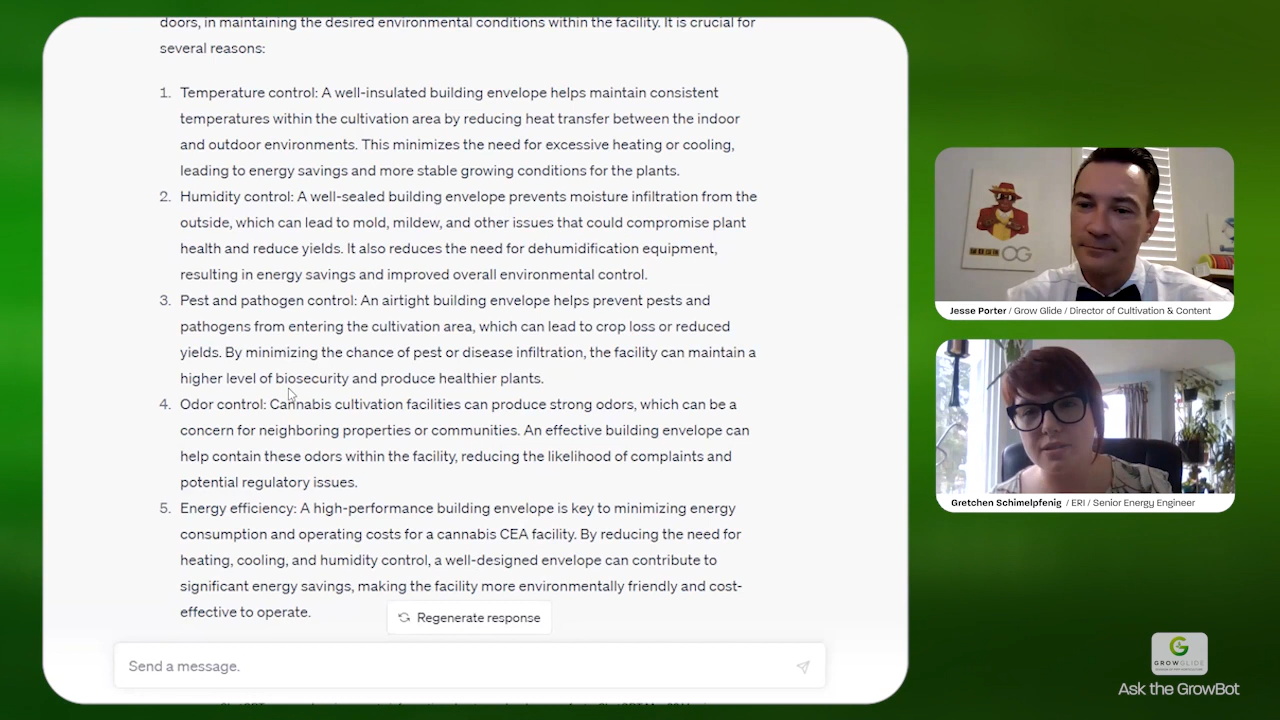 doors, in maintaining the desired environmental conditions within the facility. It is crucial for
several reasons:
1. Temperature control: A well-insulated building envelope helps maintain consistent
temperatures within the cultivation area by reducing heat transfer between the indoor
and outdoor environments. This minimizes the need for excessive heating or cooling,
leading to energy savings and more stable growing conditions for the plants.
2. Humidity control: A well-sealed building envelope prevents moisture infiltration from the
outside, which can lead to mold, mildew, and other issues that could compromise plant
health and reduce yields. It also reduces the need for dehumidification equipment,
resulting in energy savings and improved overall environmental control.
3. Pest and pathogen control: An airtight building envelope helps prevent pests and
pathogens from entering the cultivation area, which can lead to crop loss or reduced
yields. By minimizing the chance of pest or disease infiltration, the facility can maintain a
higher level of biosecurity and produce healthier plants.
4. Odor control: Cannabis cultivation facilities can produce strong odors, which can be a
concern for neighboring properties or communities. An effective building envelope can
help contain these odors within the facility, reducing the likelihood of complaints and
potential regulatory issues.
5. Energy efficiency: A high-performance building envelope is key to minimizing energy
consumption and operating costs for a cannabis CEA facility. By reducing the need for
heating, cooling, and humidity control, a well-designed envelope can contribute to
significant energy savings, making the facility more environmentally friendly and cost-
effective to operate.
Regenerate response
Send a message.
OG
Jesse Porter / Grow Glide / Director of Cultivation & Content
Gretchen Schimelpfenig / ERI / Senior Energy Engineer
G
GROWGLIDE
Ask the GrowBot